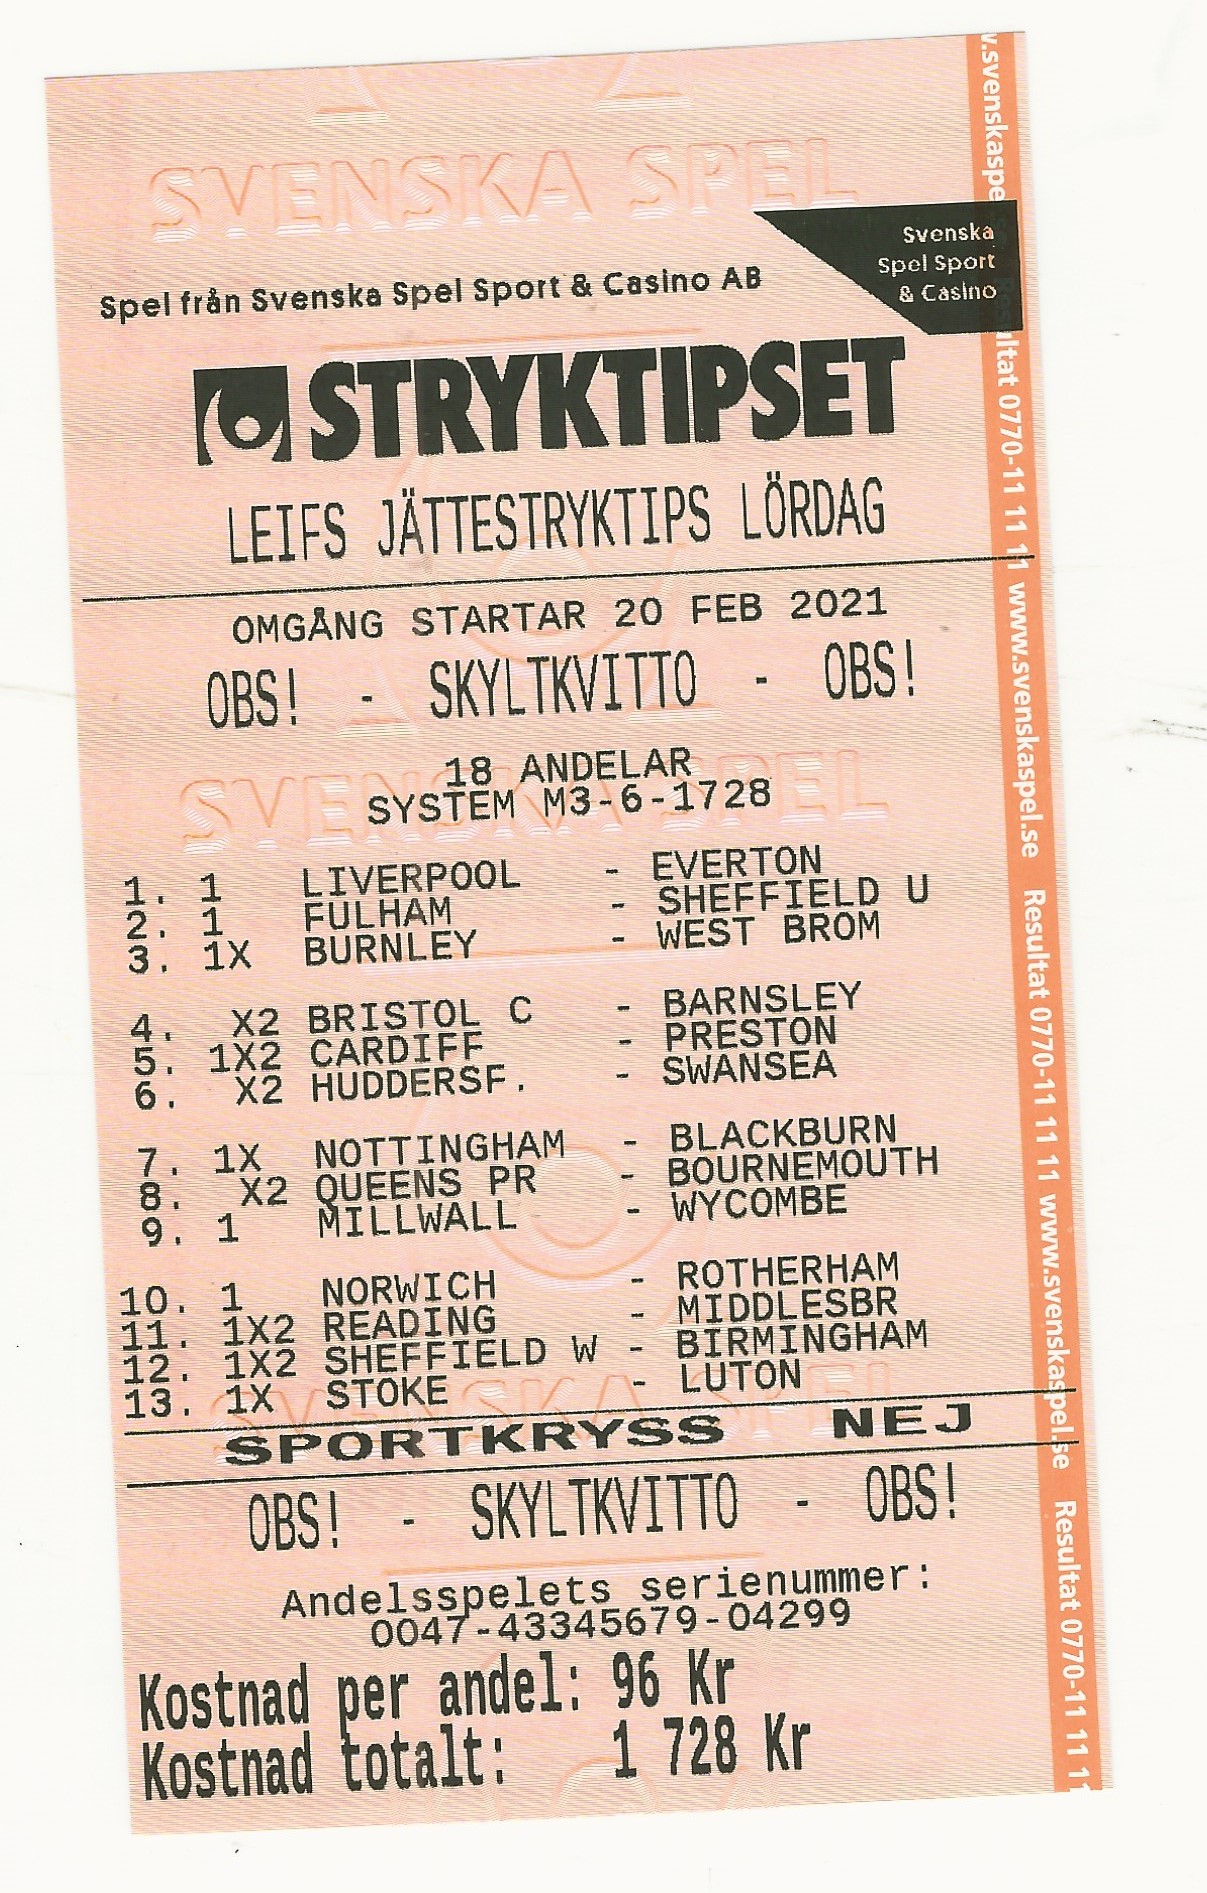 SVENSKA SPEL
Svenska
Spel Sport
& Casino
Spel från Svenska Spel Sport & Casino AB
STRYKTIPSET
LEIFS JÄTTESTRYKTIPS LÖRDAG
OMGÅNG STARTAR 20 FEB 2021
OBS! - SKYLTKVITTO - OBS!
SVENSKA SPEL
18 ANDELAR
SYSTEM M3-6-1728
1. 1 LIVERPOOL - EVERTON
2. 1 FULHAM - SHEFFIELD U
3. 1X BURNLEY - WEST BROM
4. X2 BRISTOL C - BARNSLEY
5. 1X2 CARDIFF - PRESTON
6. X2 HUDDERSF. - SWANSEA
7. 1X NOTTINGHAM - BLACKBURN
8. X2 QUEENS PR - BOURNEMOUTH
9. 1 MILLWALL - WYCOMBE
10. 1 NORWICH - ROTHERHAM
11. 1X2 READING - MIDDLESBR
12. 1X2 SHEFFIELD W - BIRMINGHAM
13. 1X STOKE - LUTON
SVENSKA SPEL
SPORTKRYSS NEJ
OBS! - SKYLTKVITTO - OBS!
Andelsspelets serienummer:
0047-43345679-04299
Kostnad per andel: 96 Kr
Kostnad totalt: 1 728 Kr
w.svenskaspe ultat 0770-11 11 11 www.svenskaspel.se Resultat 0770-11 11 11 www.svenskaspel.se Resultat 0770-11 11 11